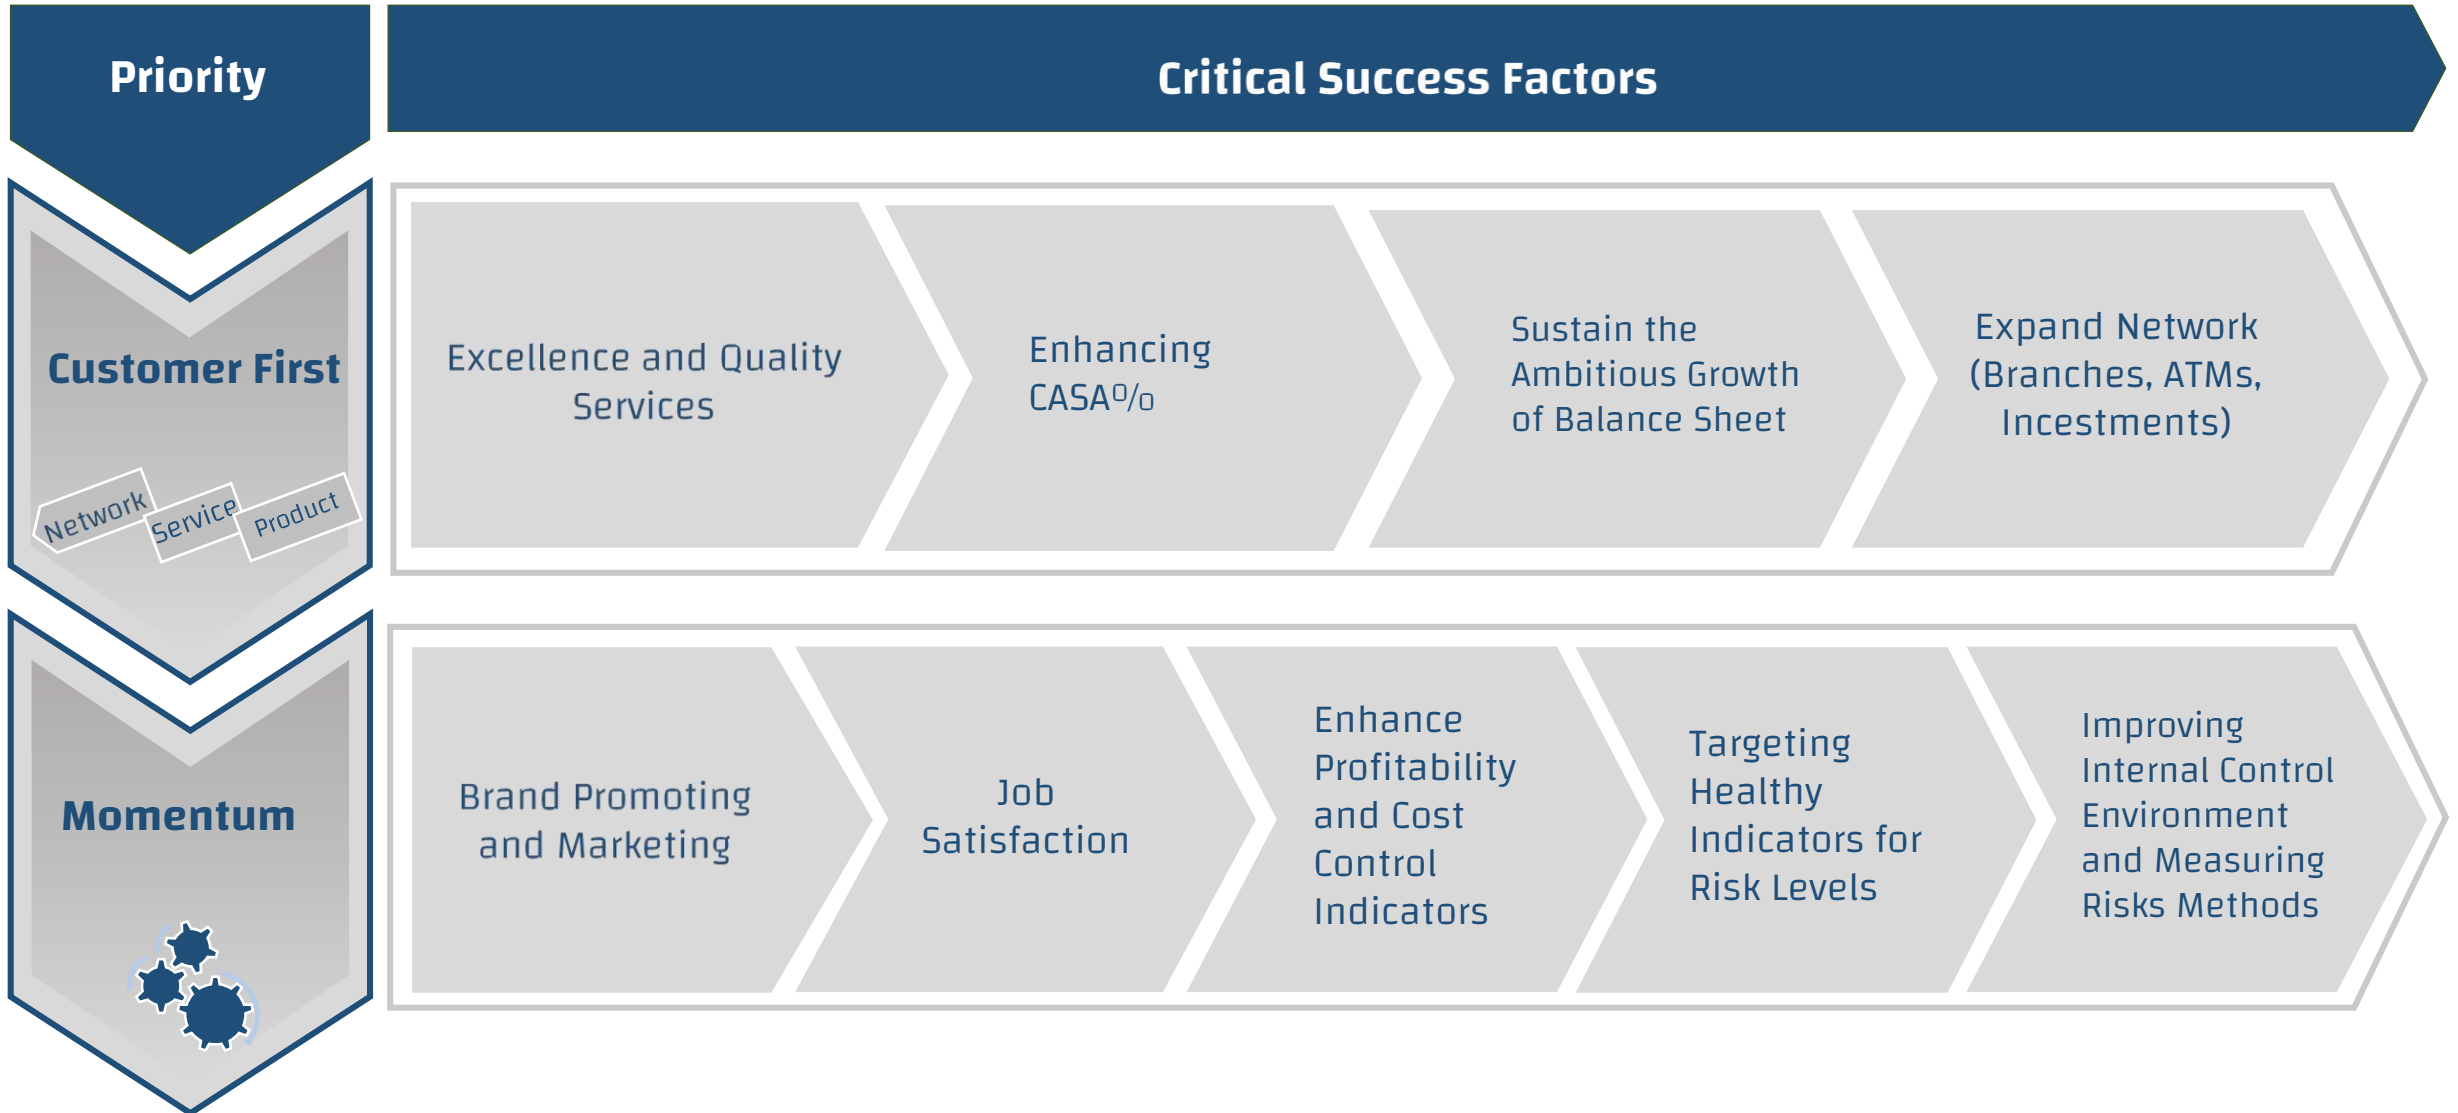 Priority
Critical Success Factors
Customer First
Network
Service
Product
Excellence and Quality
Services
Enhancing
CASA%
Sustain the
Ambitious Growth
of Balance Sheet
Expand Network
(Branches, ATMs,
Incestments)
Momentum
Brand Promoting
and Marketing
Job
Satisfaction
Enhance
Profitability
and Cost
Control
Indicators
Targeting
Healthy
Indicators for
Risk Levels
Improving
Internal Control
Environment
and Measuring
Risks Methods